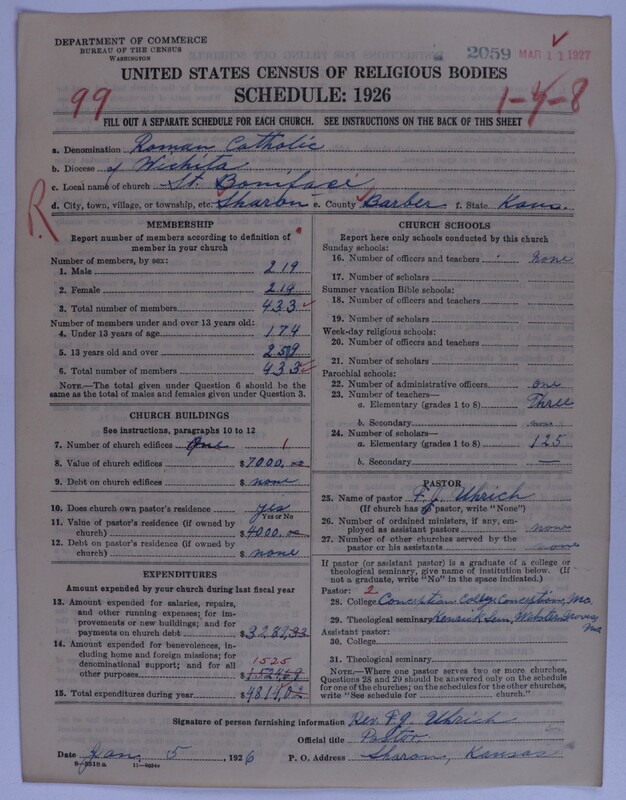 DEPARTMENT OF COMMERCE
BUREAU OF THE CENSUS
WASHINGTON
2059 MAR 11 1927
UNITED STATES CENSUS OF RELIGIOUS BODIES
SCHEDULE: 1926
99
1-4-8
FILL OUT A SEPARATE SCHEDULE FOR EACH CHURCH. SEE INSTRUCTIONS ON THE BACK OF THIS SHEET
a. Denomination Roman Catholic
b. Diocese of Wichita
c. Local name of church St. Boniface
d. City, town, village, or township, etc. Sharon e. County Barber f. State Kans.
R
MEMBERSHIP
Report number of members according to definition of
member in your church
Number of members, by sex:
1. Male 219
2. Female 214
3. Total number of members 433
Number of members under and over 13 years old:
4. Under 13 years of age 174
5. 13 years old and over 259
6. Total number of members 433
NOTE.—The total given under Question 6 should be the
same as the total of males and females given under Question 3.
CHURCH BUILDINGS
See instructions, paragraphs 10 to 12
7. Number of church edifices One 1
8. Value of church edifices $7000.
9. Debt on church edifices $ none
10. Does church own pastor's residence yes
Yes or No
11. Value of pastor's residence (if owned by
church) $4000.
12. Debt on pastor's residence (if owned by
church) $ none
EXPENDITURES
Amount expended by your church during last fiscal year
13. Amount expended for salaries, repairs,
and other running expenses; for im-
provements or new buildings; and for
payments on church debt $3289.33
14. Amount expended for benevolences, in-
cluding home and foreign missions; for
denominational support; and for all
1525
other purposes $1524.69
15. Total expenditures during year $4814.02
CHURCH SCHOOLS
Report here only schools conducted by this church
Sunday schools:
16. Number of officers and teachers none
17. Number of scholars
Summer vacation Bible schools:
18. Number of officers and teachers
19. Number of scholars
Week-day religious schools:
20. Number of officers and teachers
21. Number of scholars
Parochial schools:
22. Number of administrative officers one
23. Number of teachers—
a. Elementary (grades 1 to 8) Three
b. Secondary none
24. Number of scholars—
a. Elementary (grades 1 to 8) 125
b. Secondary —
PASTOR
25. Name of pastor F. J. Uhrich
(If church has no pastor, write "None")
26. Number of ordained ministers, if any, em-
ployed as assistant pastors none
27. Number of other churches served by the
pastor or his assistants none
If pastor (or assistant pastor) is a graduate of a college or
theological seminary, give name of institution below. (If
not a graduate, write "No" in the space indicated.)
Pastor: 2
28. College Conception College, Conception, Mo.
29. Theological seminary Kenrick Sem, Webster Groves, Mo.
Assistant pastor:
30. College
31. Theological seminary
NOTE.—Where one pastor serves two or more churches,
Questions 28 and 29 should be answered only on the schedule
for one of the churches; on the schedules for the other churches,
write "See schedule for church."
Signature of person furnishing information Rev. F. J. Uhrich
Official title Pastor
Date Jan. 5, 1926 P. O. Address Sharon, Kansas
8-3518a 11-9034